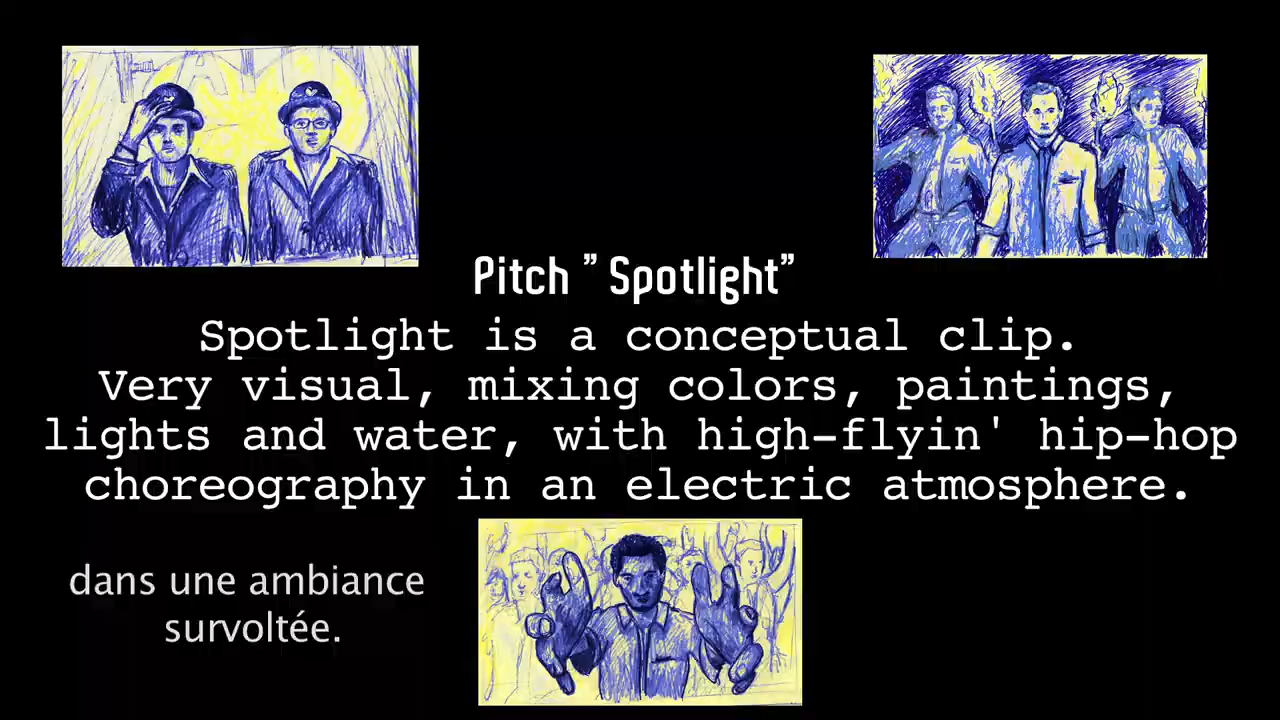 Pitch " Spotlight"
Spotlight is a conceptual clip.
Very visual, mixing colors, paintings,
lights and water, with high-flyin' hip-hop
choreography in an electric atmosphere.
dans une ambiance
survoltée.